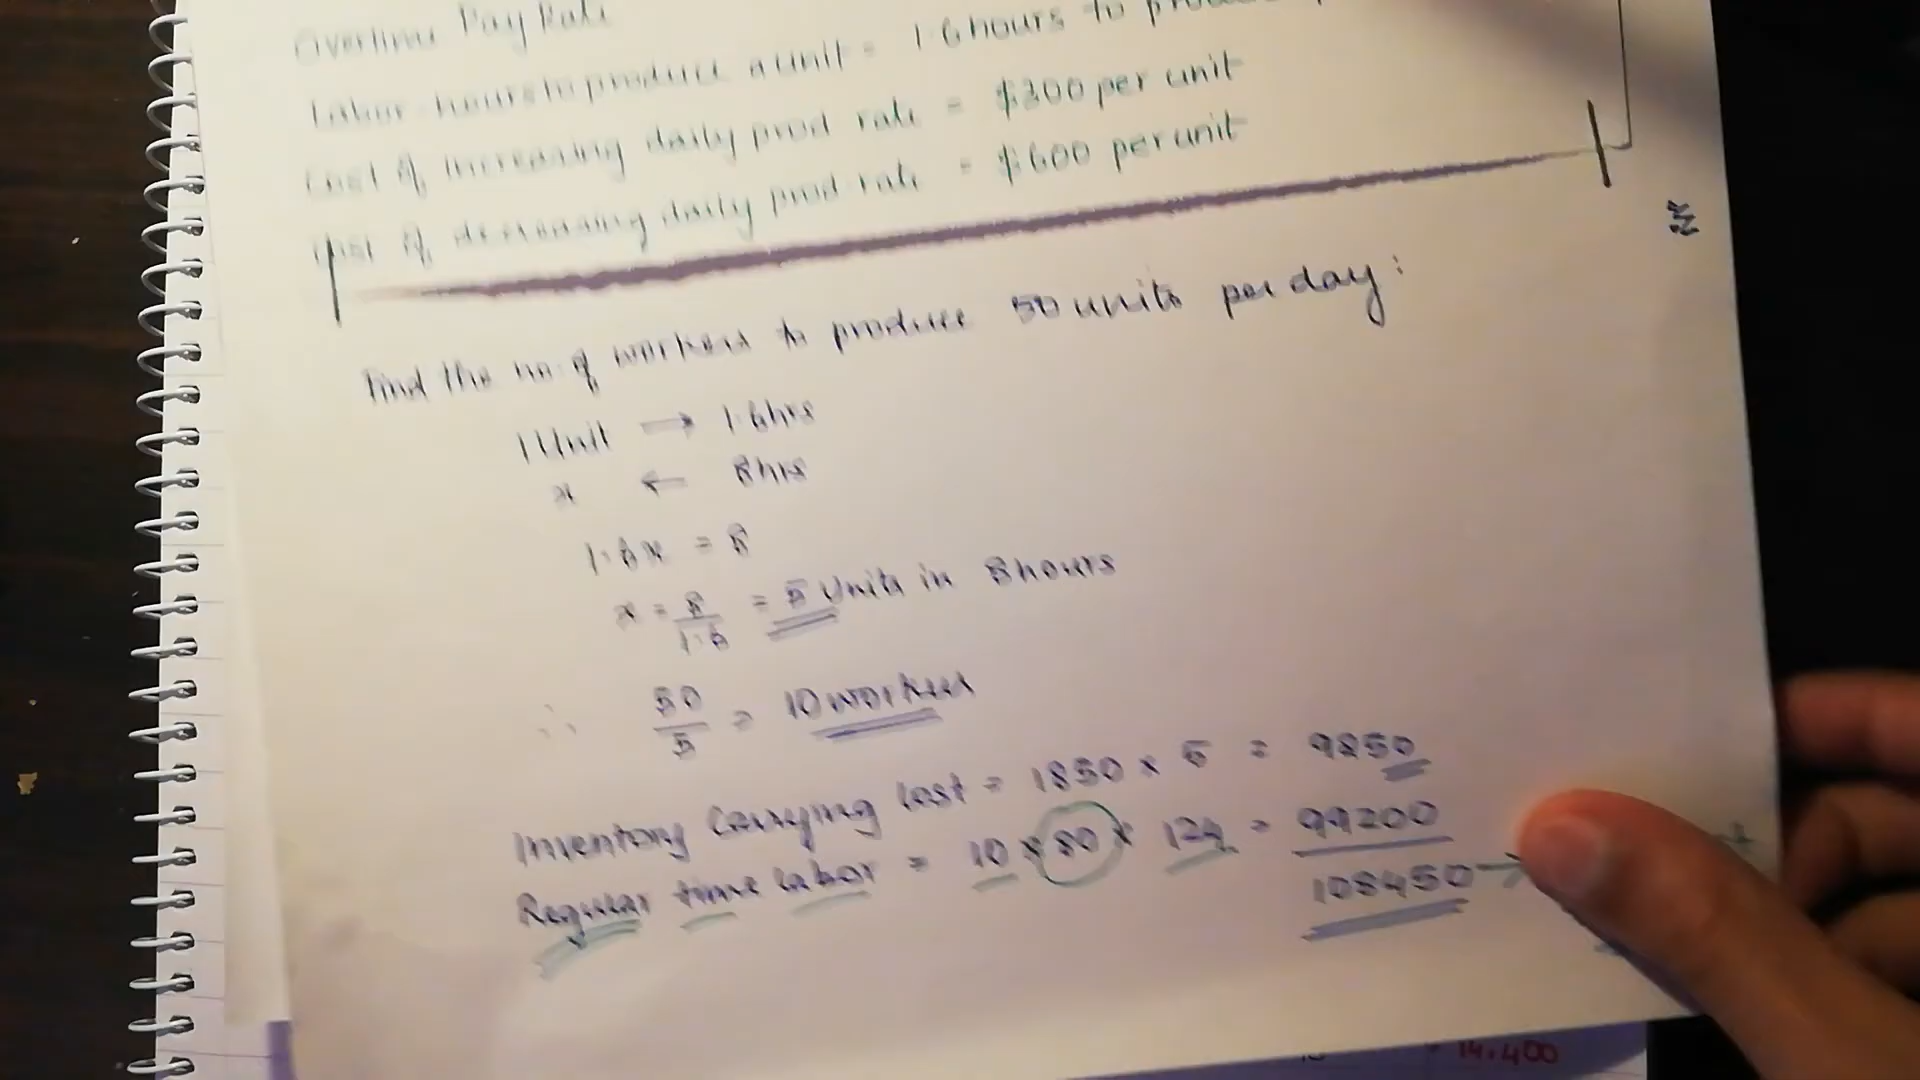 Overtime Pay Rate
Labor-hours to produce a unit = 1.6 hours to
Cost of increasing daily prod rate = $300 per unit
Cost of decreasing daily prod. rate = $600 per unit
Find the no. of workers to produce 50 units per day:
1 Unit → 1.6hrs
x ← 8hrs
1.6x = 8
x = 8/1.6 = 5 Units in 8 hours
∴ 50/5 = 10 workers
Inventory Carrying Cost = 1850 × 5 = 9850
Regular time labor = 10 × 80 × 124 = 99200
108450 →
14,400